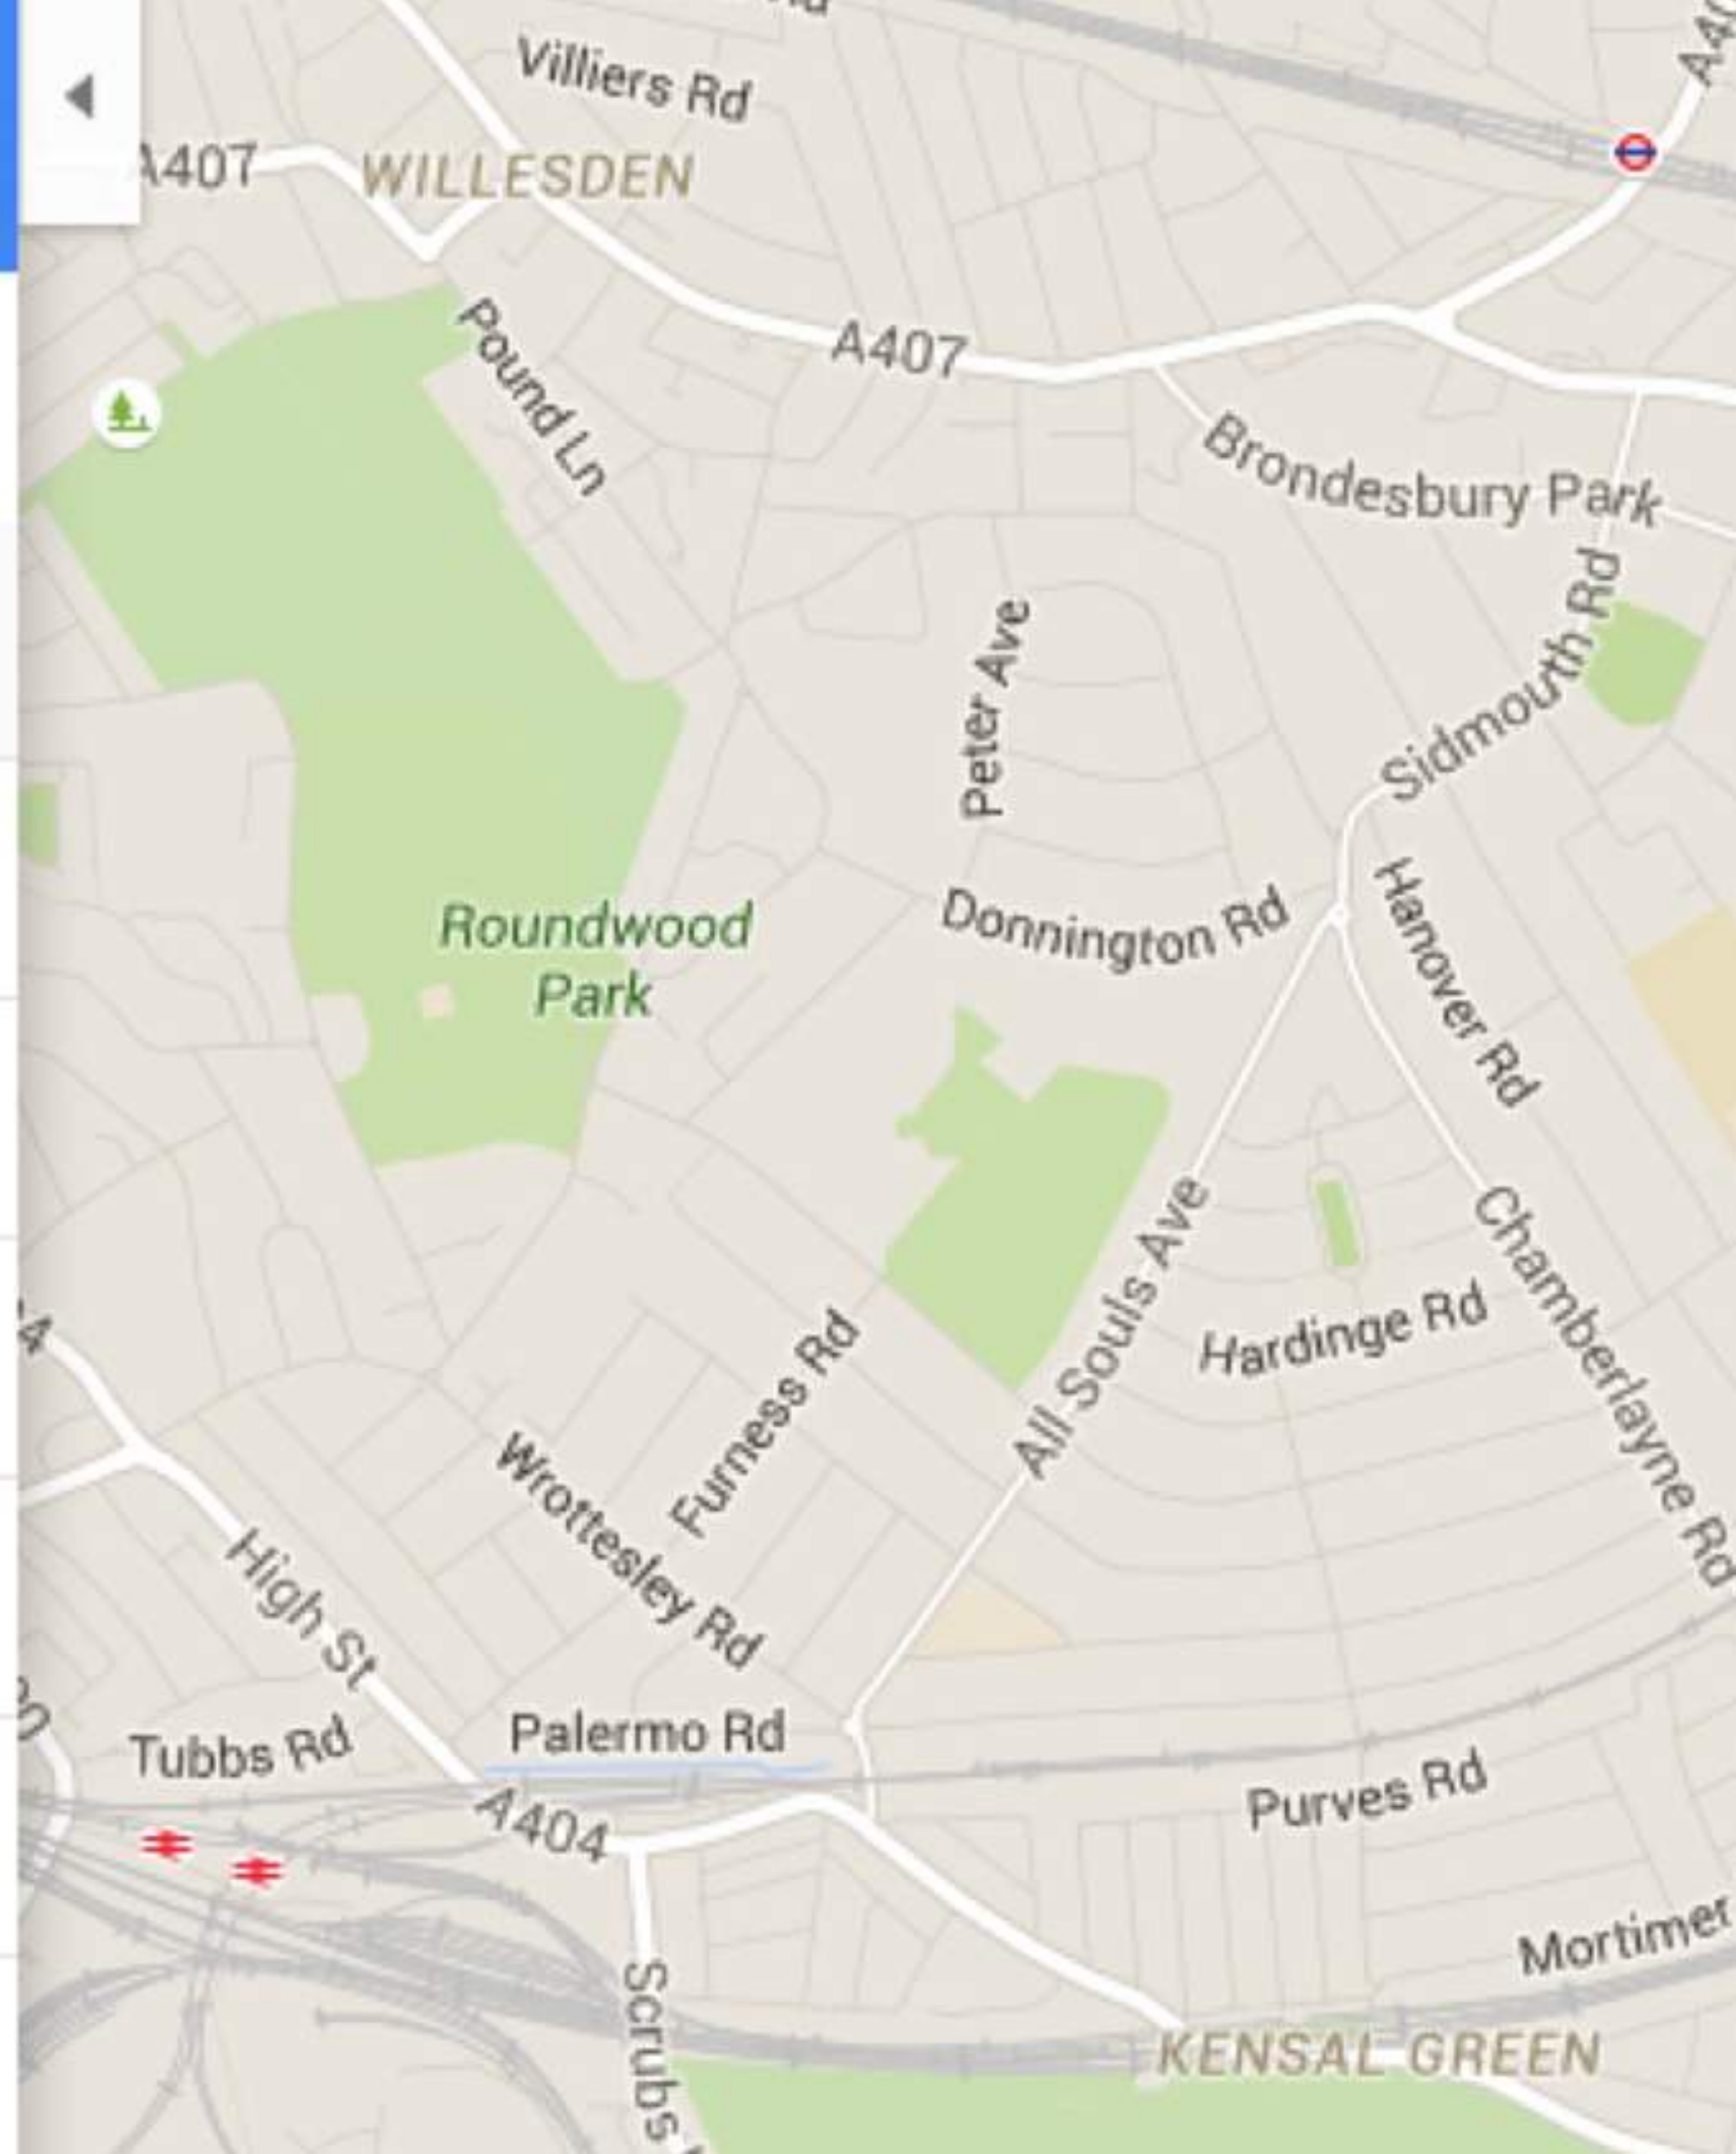 Villiers Rd
A407
WILLESDEN
Pound Ln
A407
Brondesbury Park
Sidmouth Rd
Peter Ave
Donnington Rd
Hanover Rd
Roundwood
Park
All Souls Ave
Hardinge Rd
Chamberlayne Rd
Furness Rd
Wrottesley Rd
High St
Tubbs Rd
Palermo Rd
A404
Purves Rd
Mortimer
Scrubs
KENSAL GREEN